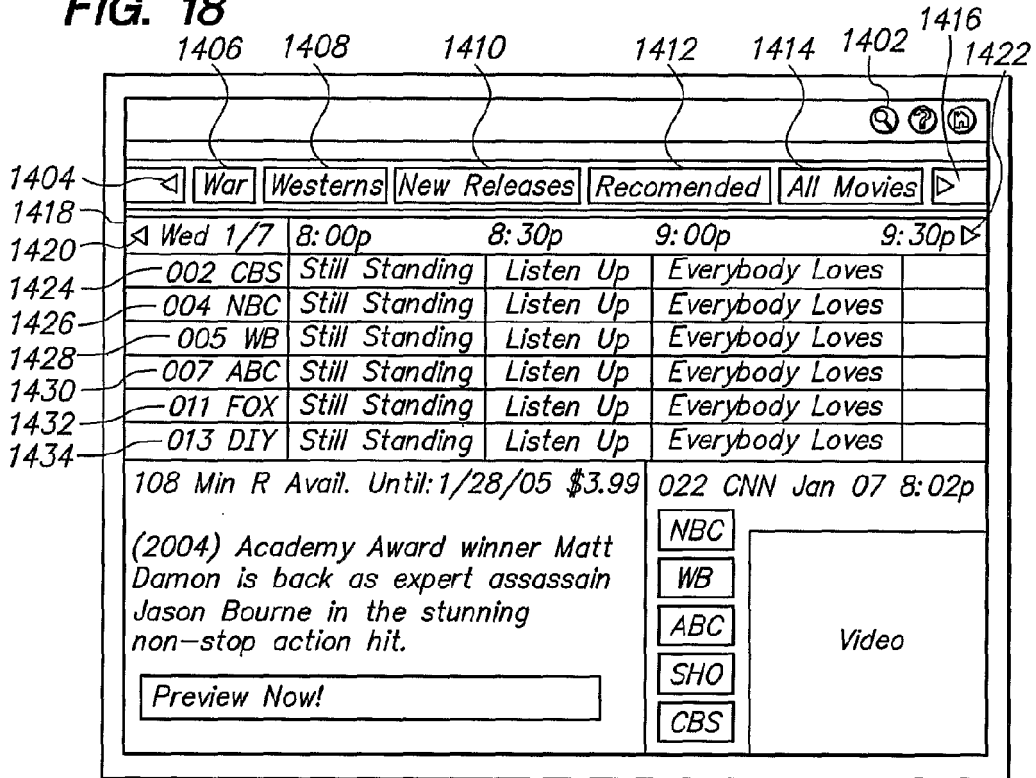 FIG. 18
1406 1408 1410 1412 1414 1402 1416 1422
1404 War Westerns New Releases Recomended All Movies
1418
1420 Wed 1/7 8:00p 8:30p 9:00p 9:30p
1424 002 CBS Still Standing Listen Up Everybody Loves
1426 004 NBC Still Standing Listen Up Everybody Loves
1428 005 WB Still Standing Listen Up Everybody Loves
1430 007 ABC Still Standing Listen Up Everybody Loves
1432 011 FOX Still Standing Listen Up Everybody Loves
1434 013 DIY Still Standing Listen Up Everybody Loves
108 Min R Avail. Until: 1/28/05 $3.99
(2004) Academy Award winner Matt
Damon is back as expert assassain
Jason Bourne in the stunning
non-stop action hit.
Preview Now!
022 CNN Jan 07 8:02p
NBC
WB
ABC
SHO
CBS
Video